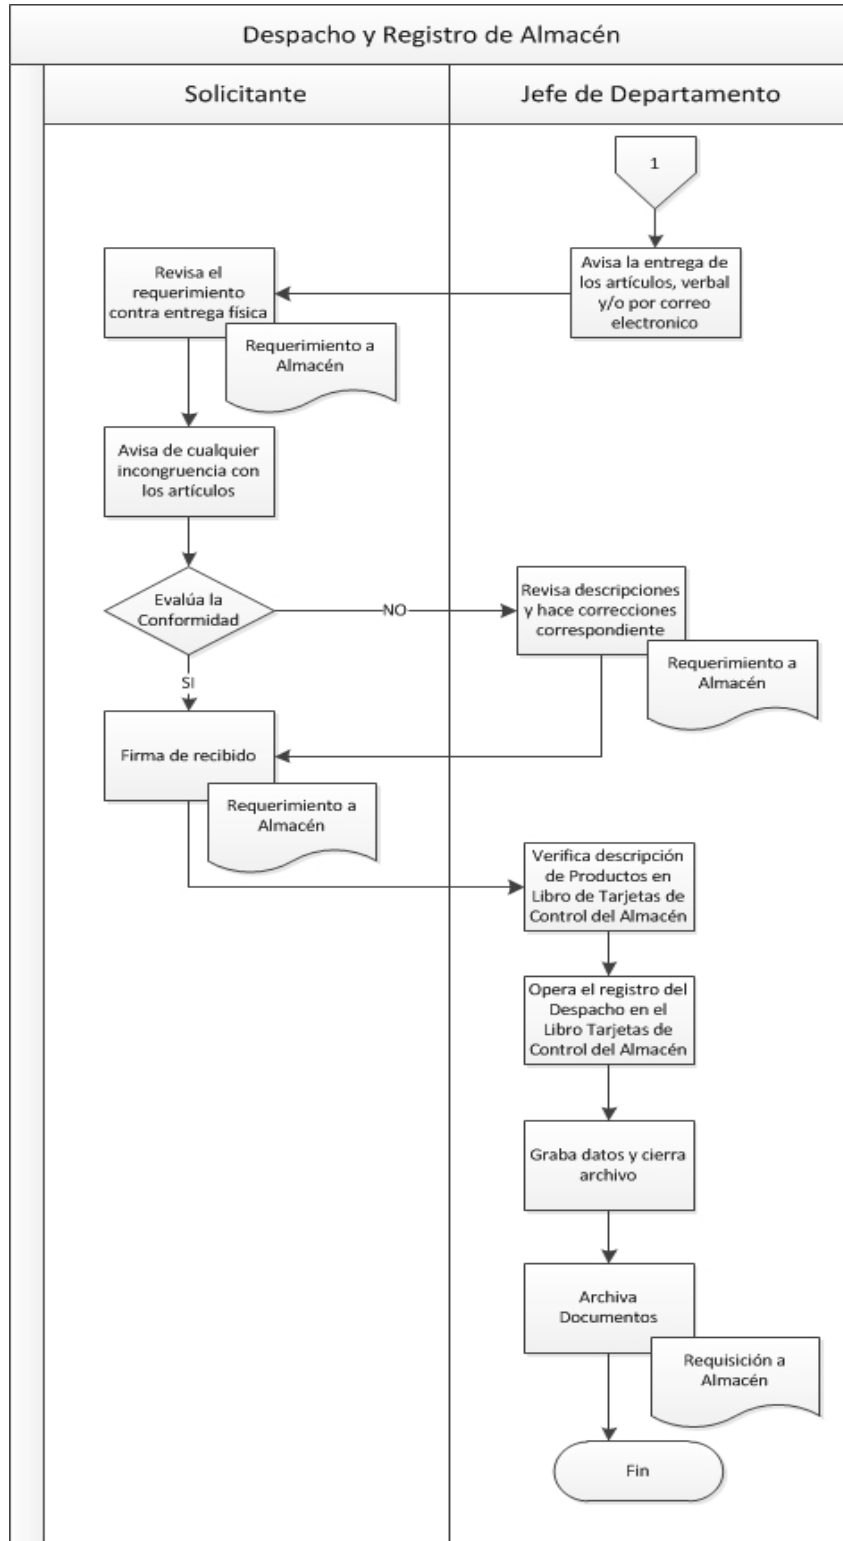 Despacho y Registro de Almacén
Solicitante
Jefe de Departamento
1
Avisa la entrega de
los artículos, verbal
y/o por correo
electronico
Revisa el
requerimiento
contra entrega física
Requerimiento a
Almacén
Avisa de cualquier
incongruencia con
los artículos
Evalúa la
Conformidad
NO
Revisa descripciones
y hace correcciones
correspondiente
Requerimiento a
Almacén
SI
Firma de recibido
Requerimiento a
Almacén
Verifica descripción
de Productos en
Libro de Tarjetas de
Control del Almacén
Opera el registro del
Despacho en el
Libro Tarjetas de
Control del Almacén
Graba datos y cierra
archivo
Archiva
Documentos
Requisición a
Almacén
Fin